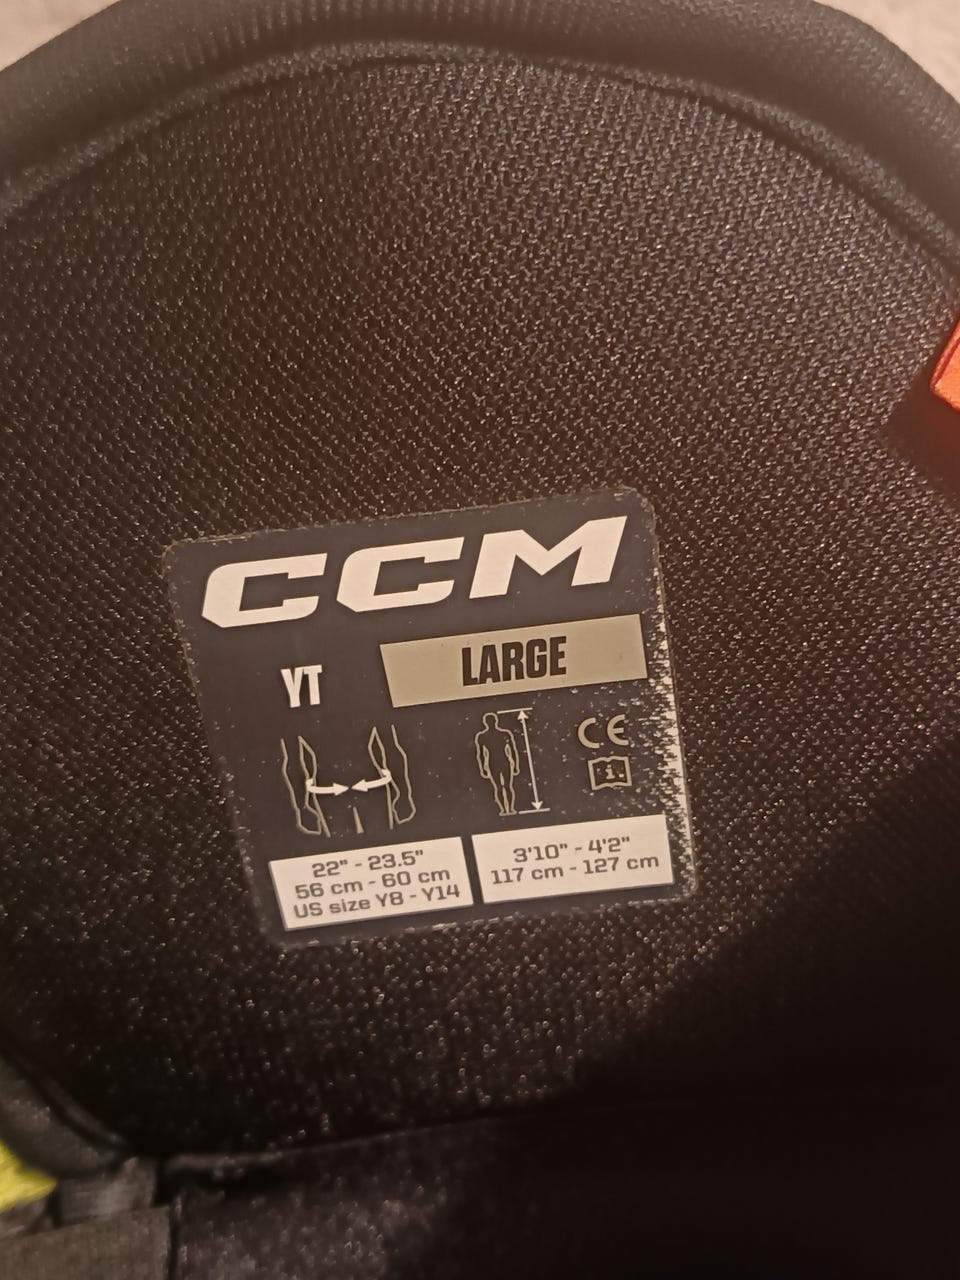 CCM
YT LARGE
CE
i
22" - 23.5"
56 cm - 60 cm
US size Y8 - Y14
3'10" - 4'2"
117 cm - 127 cm